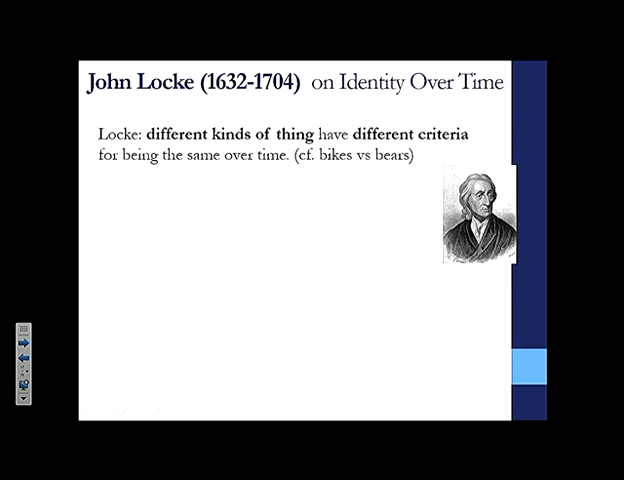 John Locke (1632-1704) on Identity Over Time
Locke: different kinds of thing have different criteria
for being the same over time. (cf. bikes vs bears)